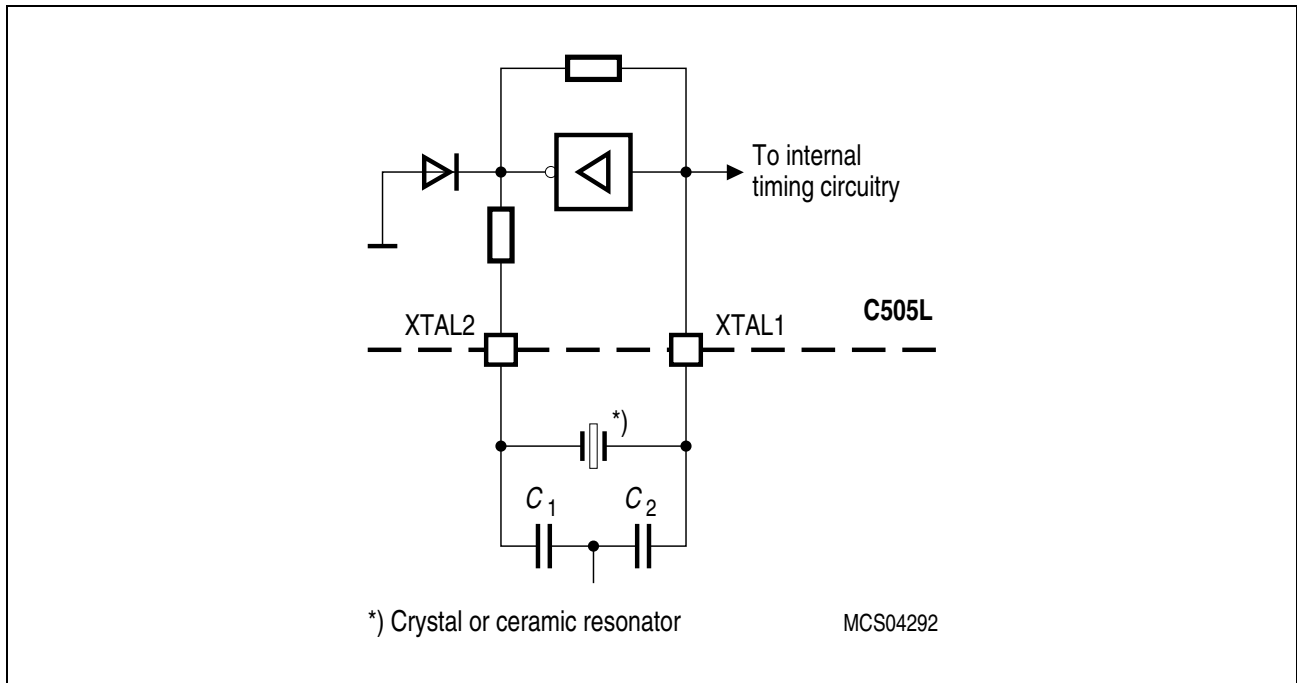 To internal
timing circuitry
C505L
XTAL2
XTAL1
*)
C1
C2
*) Crystal or ceramic resonator
MCS04292